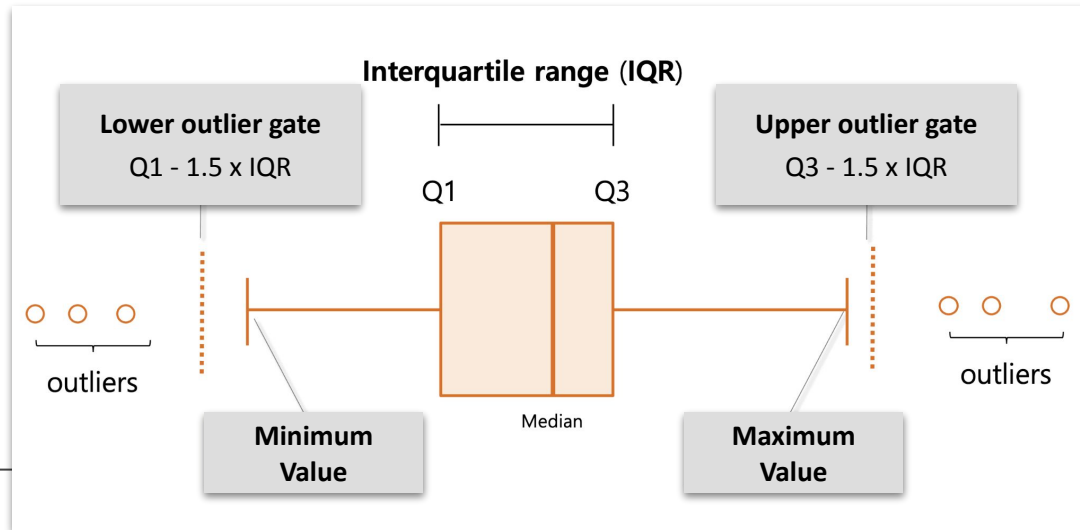 Interquartile range (IQR)
Lower outlier gate
Q1 - 1.5 x IQR
Upper outlier gate
Q3 - 1.5 x IQR
Q1
Q3
outliers
outliers
Median
Minimum
Value
Maximum
Value